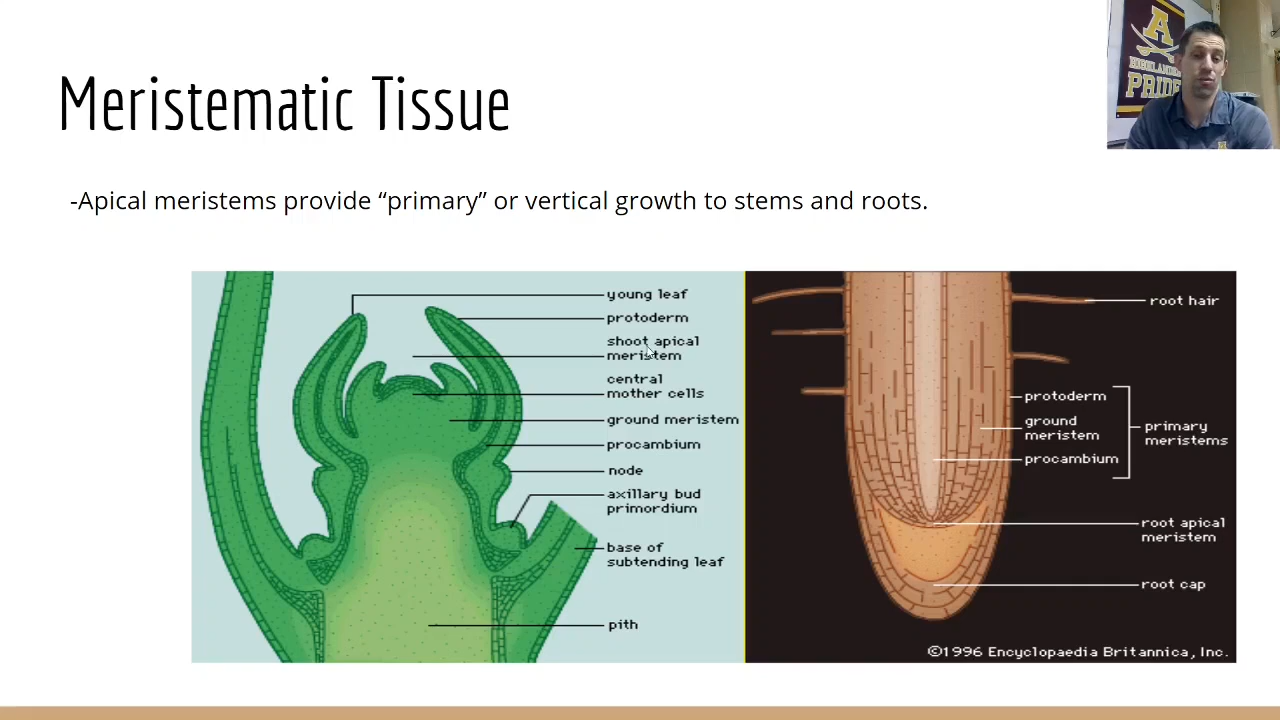 Meristematic Tissue
-Apical meristems provide “primary” or vertical growth to stems and roots.
young leaf
protoderm
shoot apical
meristem
central
mother cells
ground meristem
procambium
node
axillary bud
primordium
base of
subtending leaf
pith
root hair
protoderm
ground
meristem
procambium
primary
meristems
root apical
meristem
root cap
©1996 Encyclopaedia Britannica, Inc.
A
PRIDE